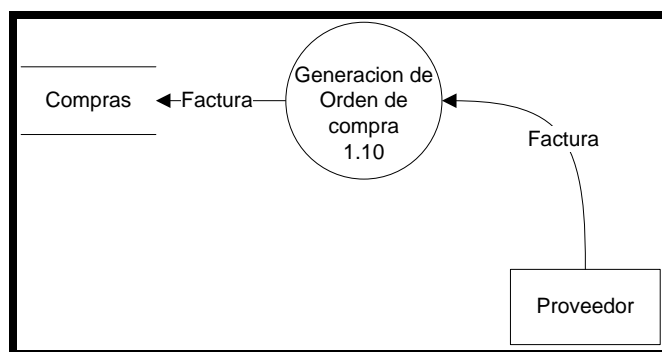 Generacion de
Orden de
compra
1.10
Compras
Factura
Factura
Proveedor